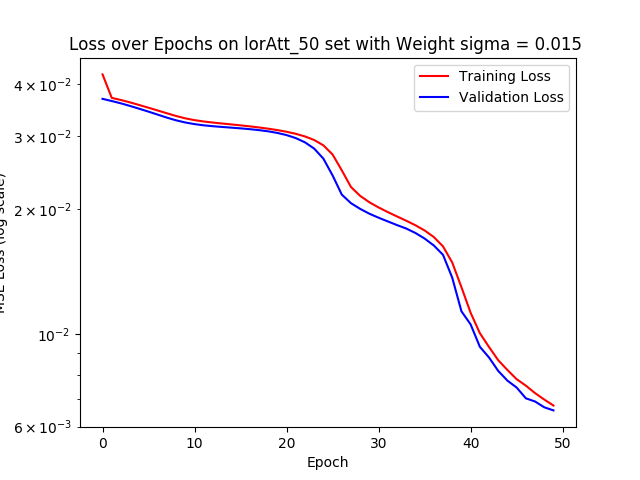 Loss over Epochs on lorAtt_50 set with Weight sigma = 0.015
Training Loss
Validation Loss
4 × 10⁻²
3 × 10⁻²
2 × 10⁻²
10⁻²
6 × 10⁻³
MSE Loss (log scale)
0 10 20 30 40 50
Epoch